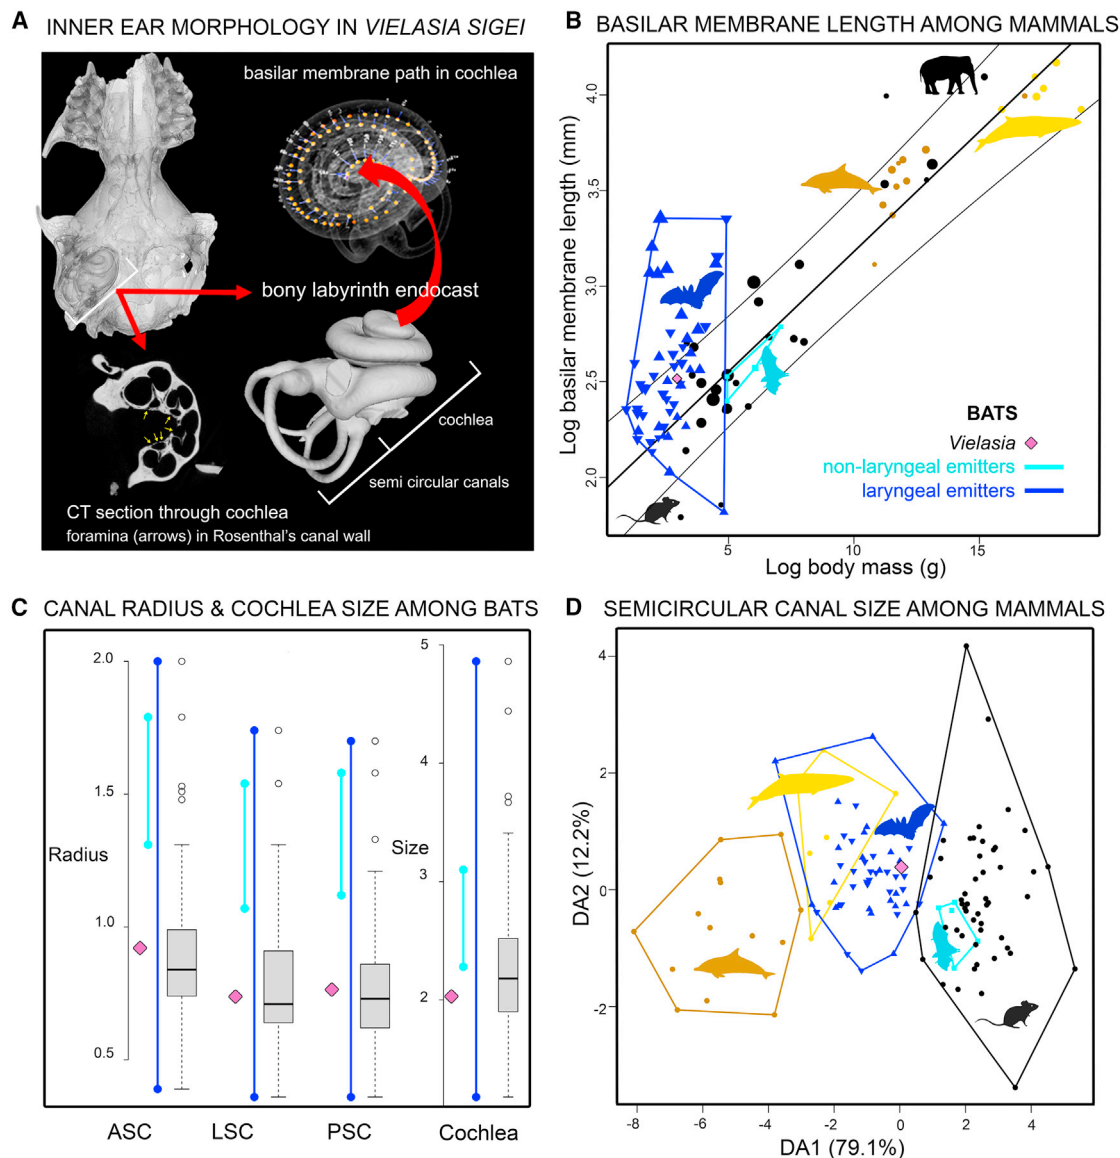 A INNER EAR MORPHOLOGY IN VIELASIA SIGEI
basilar membrane path in cochlea
bony labyrinth endocast
cochlea
semi circular canals
CT section through cochlea
foramina (arrows) in Rosenthal's canal wall
B BASILAR MEMBRANE LENGTH AMONG MAMMALS
Log basilar membrane length (mm)
4.0
3.5
3.0
2.5
2.0
BATS
Vielasia
non-laryngeal emitters
laryngeal emitters
5 10 15
Log body mass (g)
C CANAL RADIUS & COCHLEA SIZE AMONG BATS
2.0
1.5
Radius
1.0
0.5
5
4
Size
3
2
ASC LSC PSC Cochlea
D SEMICIRCULAR CANAL SIZE AMONG MAMMALS
DA2 (12.2%)
4
2
0
-2
-8 -6 -4 -2 0 2 4
DA1 (79.1%)